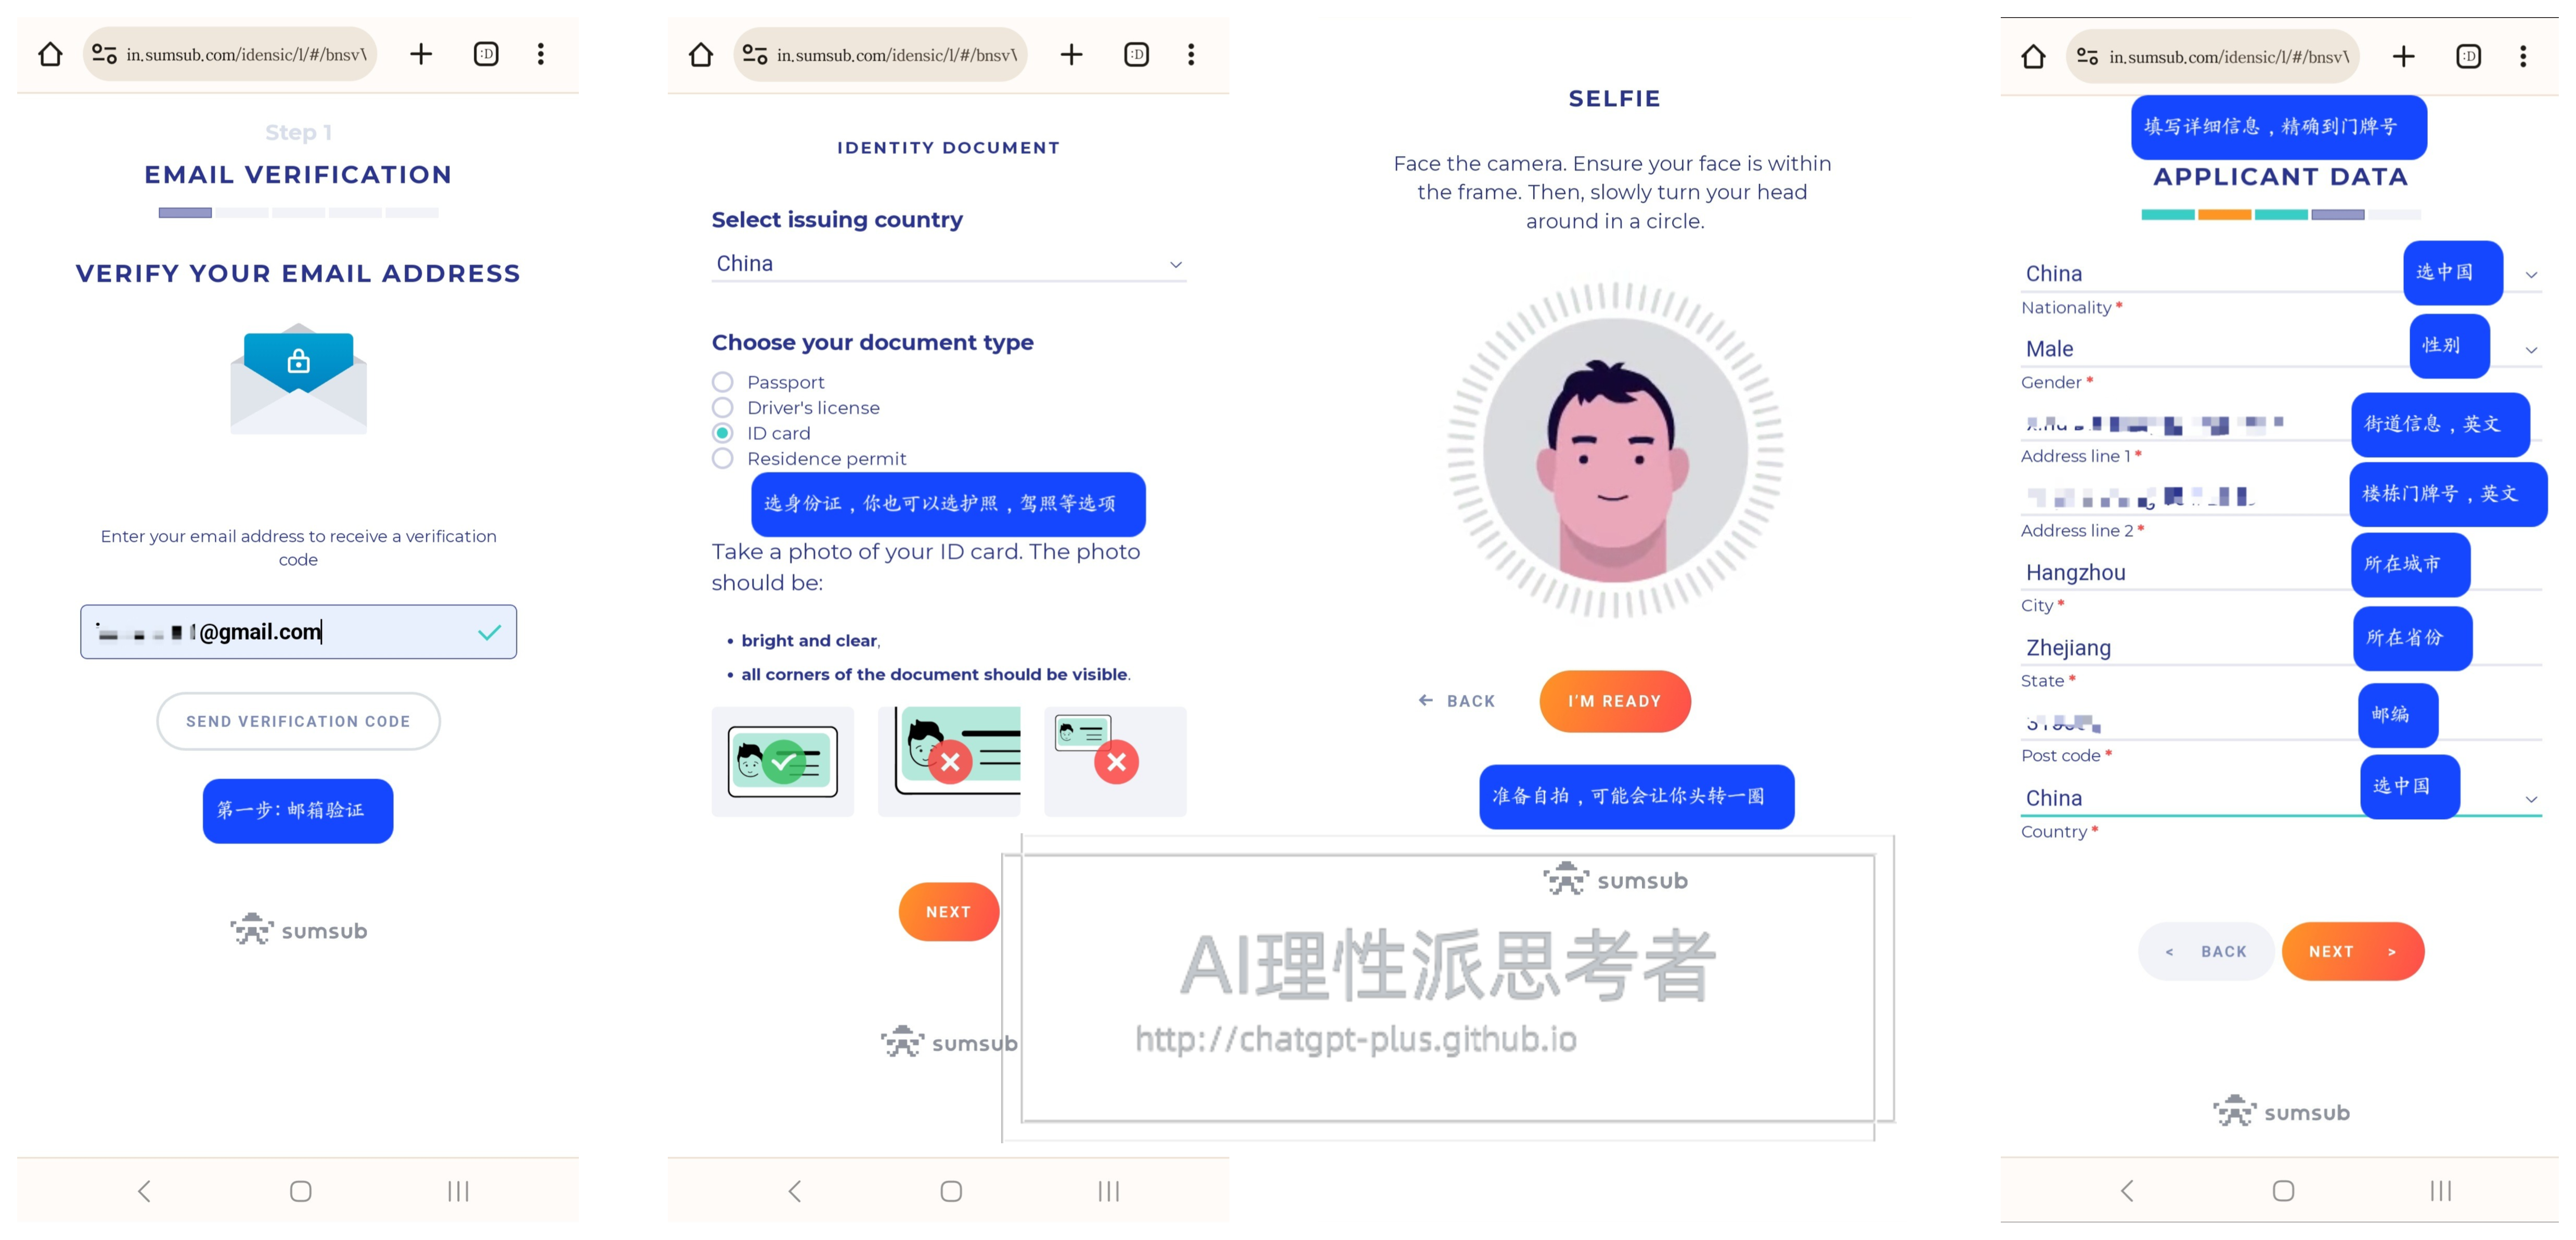 in.sumsub.com/idensic/l/#/bnsv
Step 1
EMAIL VERIFICATION
VERIFY YOUR EMAIL ADDRESS
Enter your email address to receive a verification
code
@gmail.com
SEND VERIFICATION CODE
第一步：邮箱验证
sumsub
in.sumsub.com/idensic/l/#/bnsv
IDENTITY DOCUMENT
Select issuing country
China
Choose your document type
Passport
Driver's license
ID card
Residence permit
选身份证，你也可以选护照，驾照等选项
Take a photo of your ID card. The photo
should be:
• bright and clear,
• all corners of the document should be visible.
NEXT
sumsub
SELFIE
Face the camera. Ensure your face is within
the frame. Then, slowly turn your head
around in a circle.
← BACK
I'M READY
准备自拍，可能会让你头转一圈
sumsub
AI理性派思考者
http://chatgpt-plus.github.io
in.sumsub.com/idensic/l/#/bnsv
填写详细信息，精确到门牌号
APPLICANT DATA
China
选中国
Nationality *
Male
性别
Gender *
街道信息，英文
Address line 1 *
楼栋门牌号，英文
Address line 2 *
Hangzhou
所在城市
City *
Zhejiang
所在省份
State *
邮编
Post code *
China
选中国
Country *
< BACK
NEXT >
sumsub